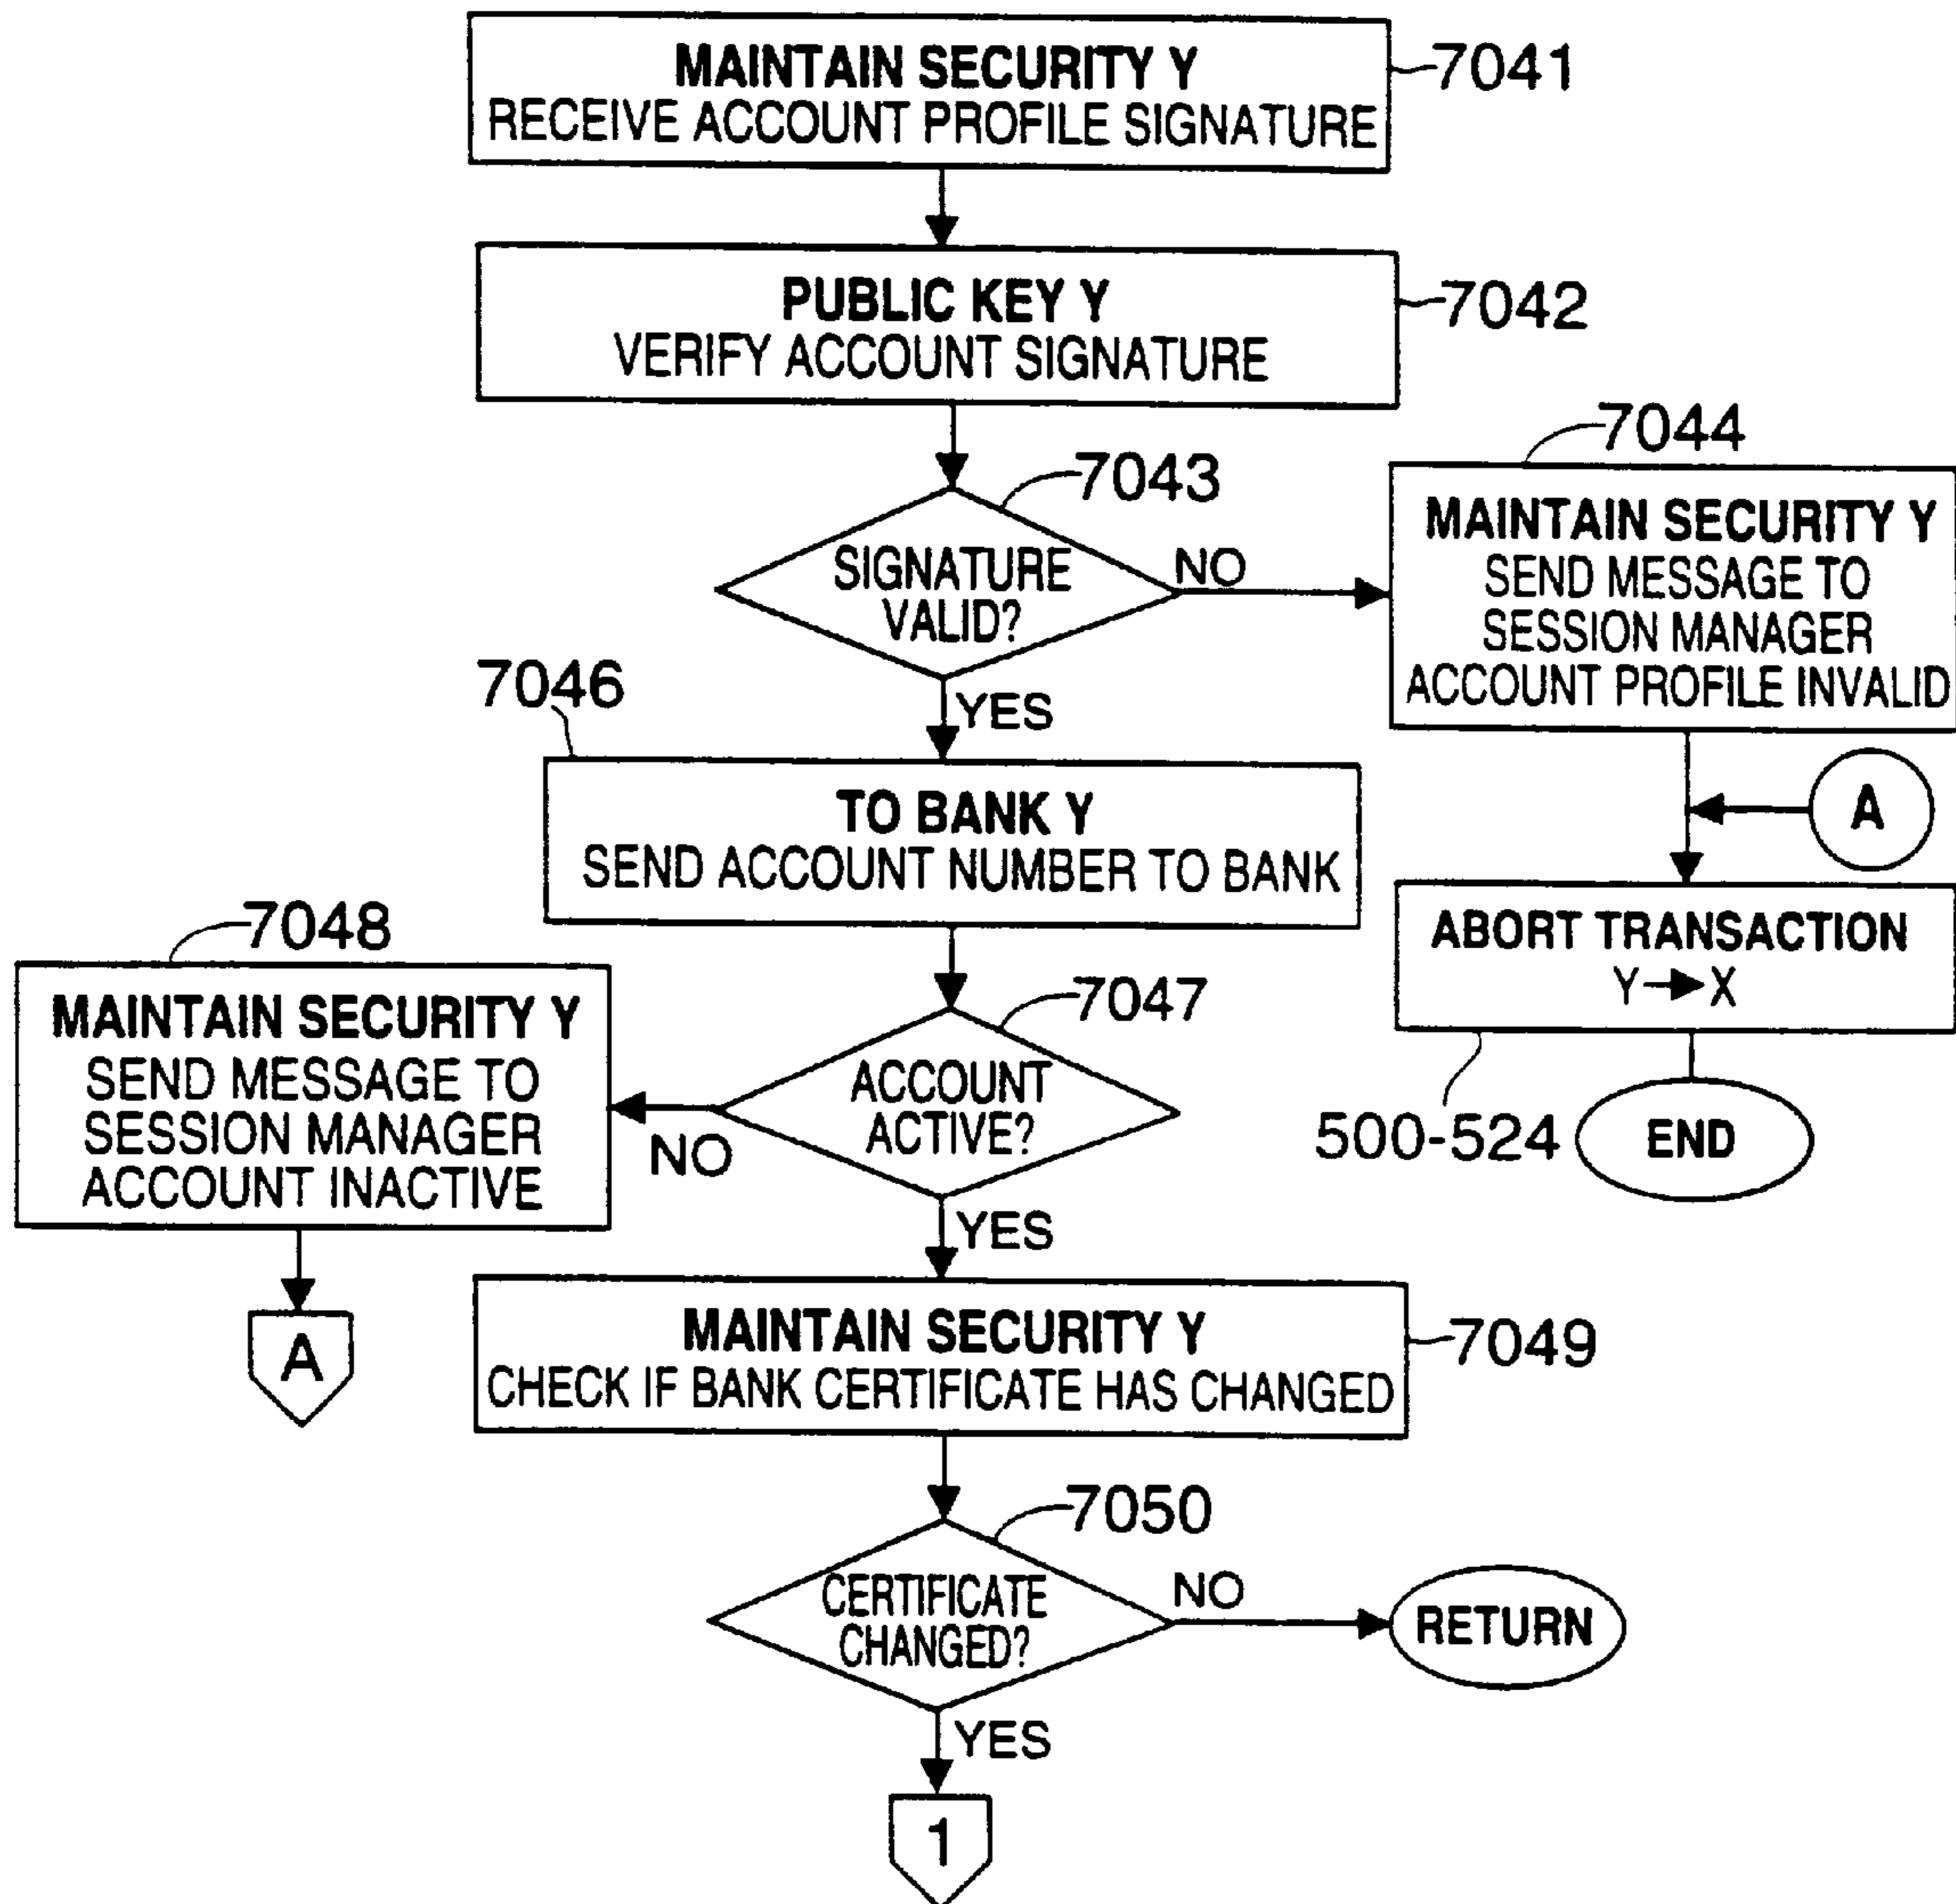 MAINTAIN SECURITY Y
RECEIVE ACCOUNT PROFILE SIGNATURE
7041
PUBLIC KEY Y
VERIFY ACCOUNT SIGNATURE
7042
7043
SIGNATURE
VALID?
NO
YES
7044
MAINTAIN SECURITY Y
SEND MESSAGE TO
SESSION MANAGER
ACCOUNT PROFILE INVALID
A
ABORT TRANSACTION
Y X
500-524
END
7046
TO BANK Y
SEND ACCOUNT NUMBER TO BANK
7047
ACCOUNT
ACTIVE?
NO
YES
7048
MAINTAIN SECURITY Y
SEND MESSAGE TO
SESSION MANAGER
ACCOUNT INACTIVE
A
MAINTAIN SECURITY Y
CHECK IF BANK CERTIFICATE HAS CHANGED
7049
7050
CERTIFICATE
CHANGED?
NO
RETURN
YES
1